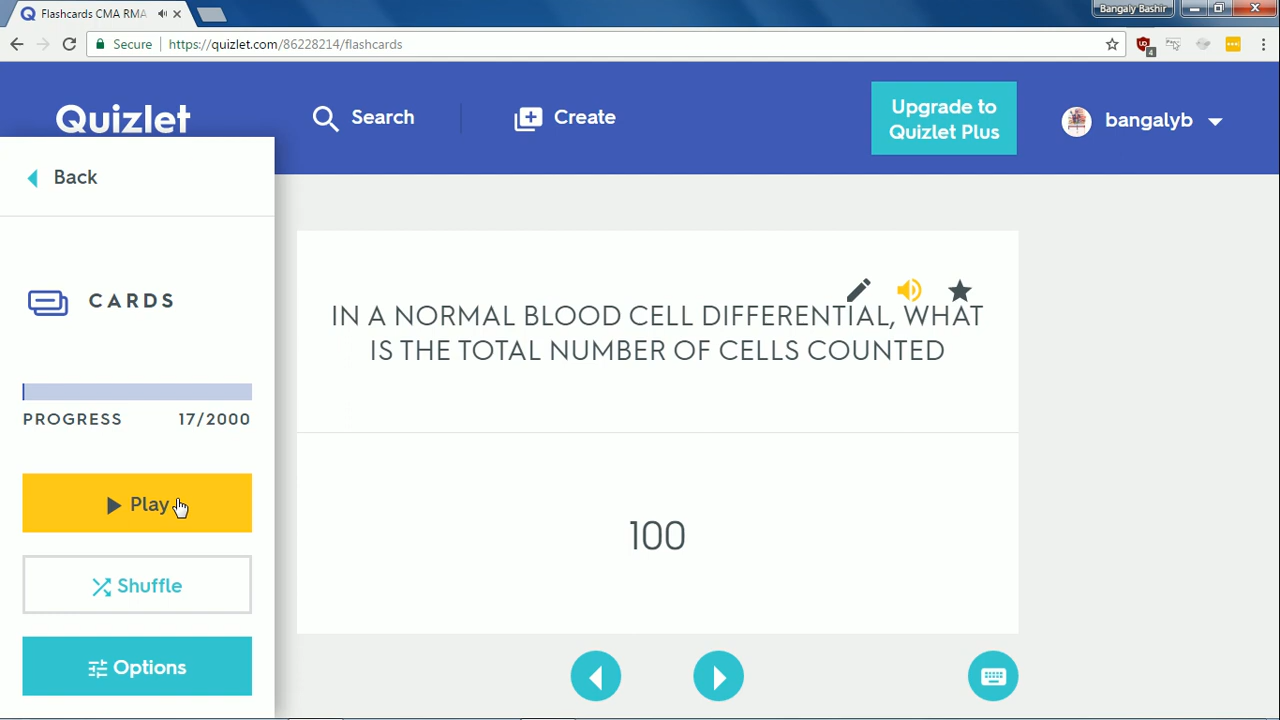 Flashcards CMA RMA
Bangaly Bashir
Secure
https://quizlet.com/86228214/flashcards
4
Quizlet
Search
Create
Upgrade to
Quizlet Plus
bangalyb
Back
CARDS
PROGRESS 17/2000
Play
Shuffle
Options
IN A NORMAL BLOOD CELL DIFFERENTIAL, WHAT
IS THE TOTAL NUMBER OF CELLS COUNTED
100